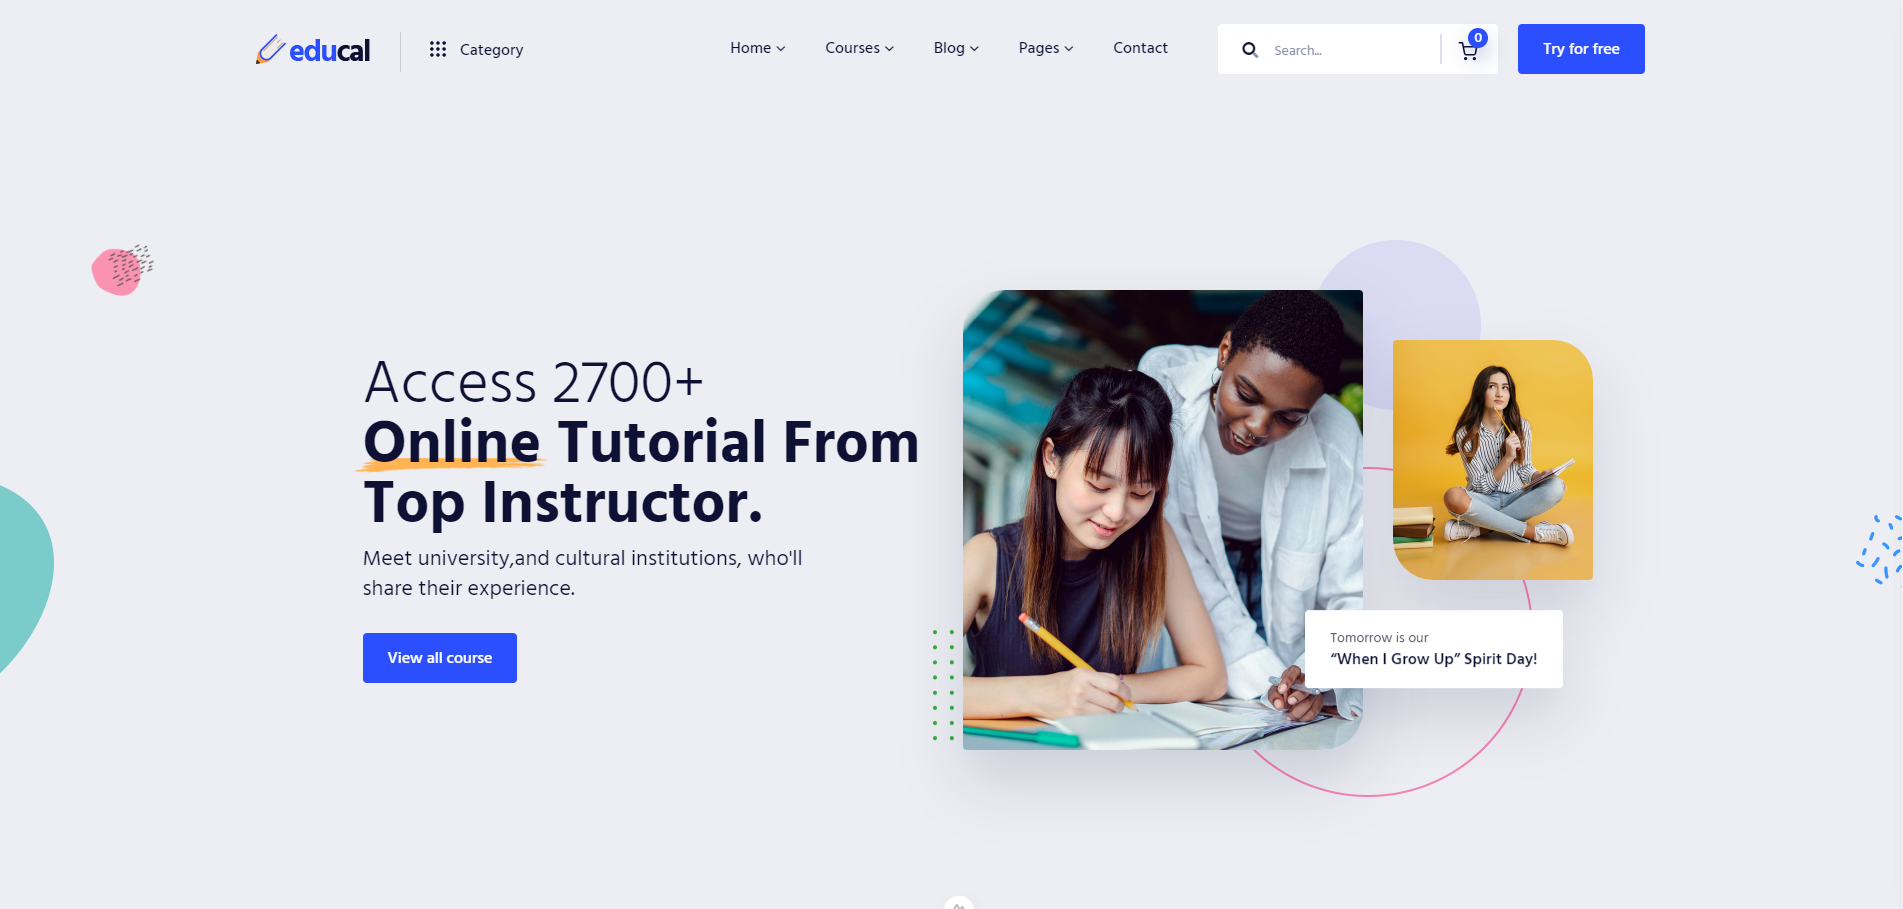 educal
Category
Home
Courses
Blog
Pages
Contact
Search...
0
Try for free
Access 2700+
Online Tutorial From
Top Instructor.
Meet university,and cultural institutions, who'll
share their experience.
View all course
Tomorrow is our
“When I Grow Up” Spirit Day!